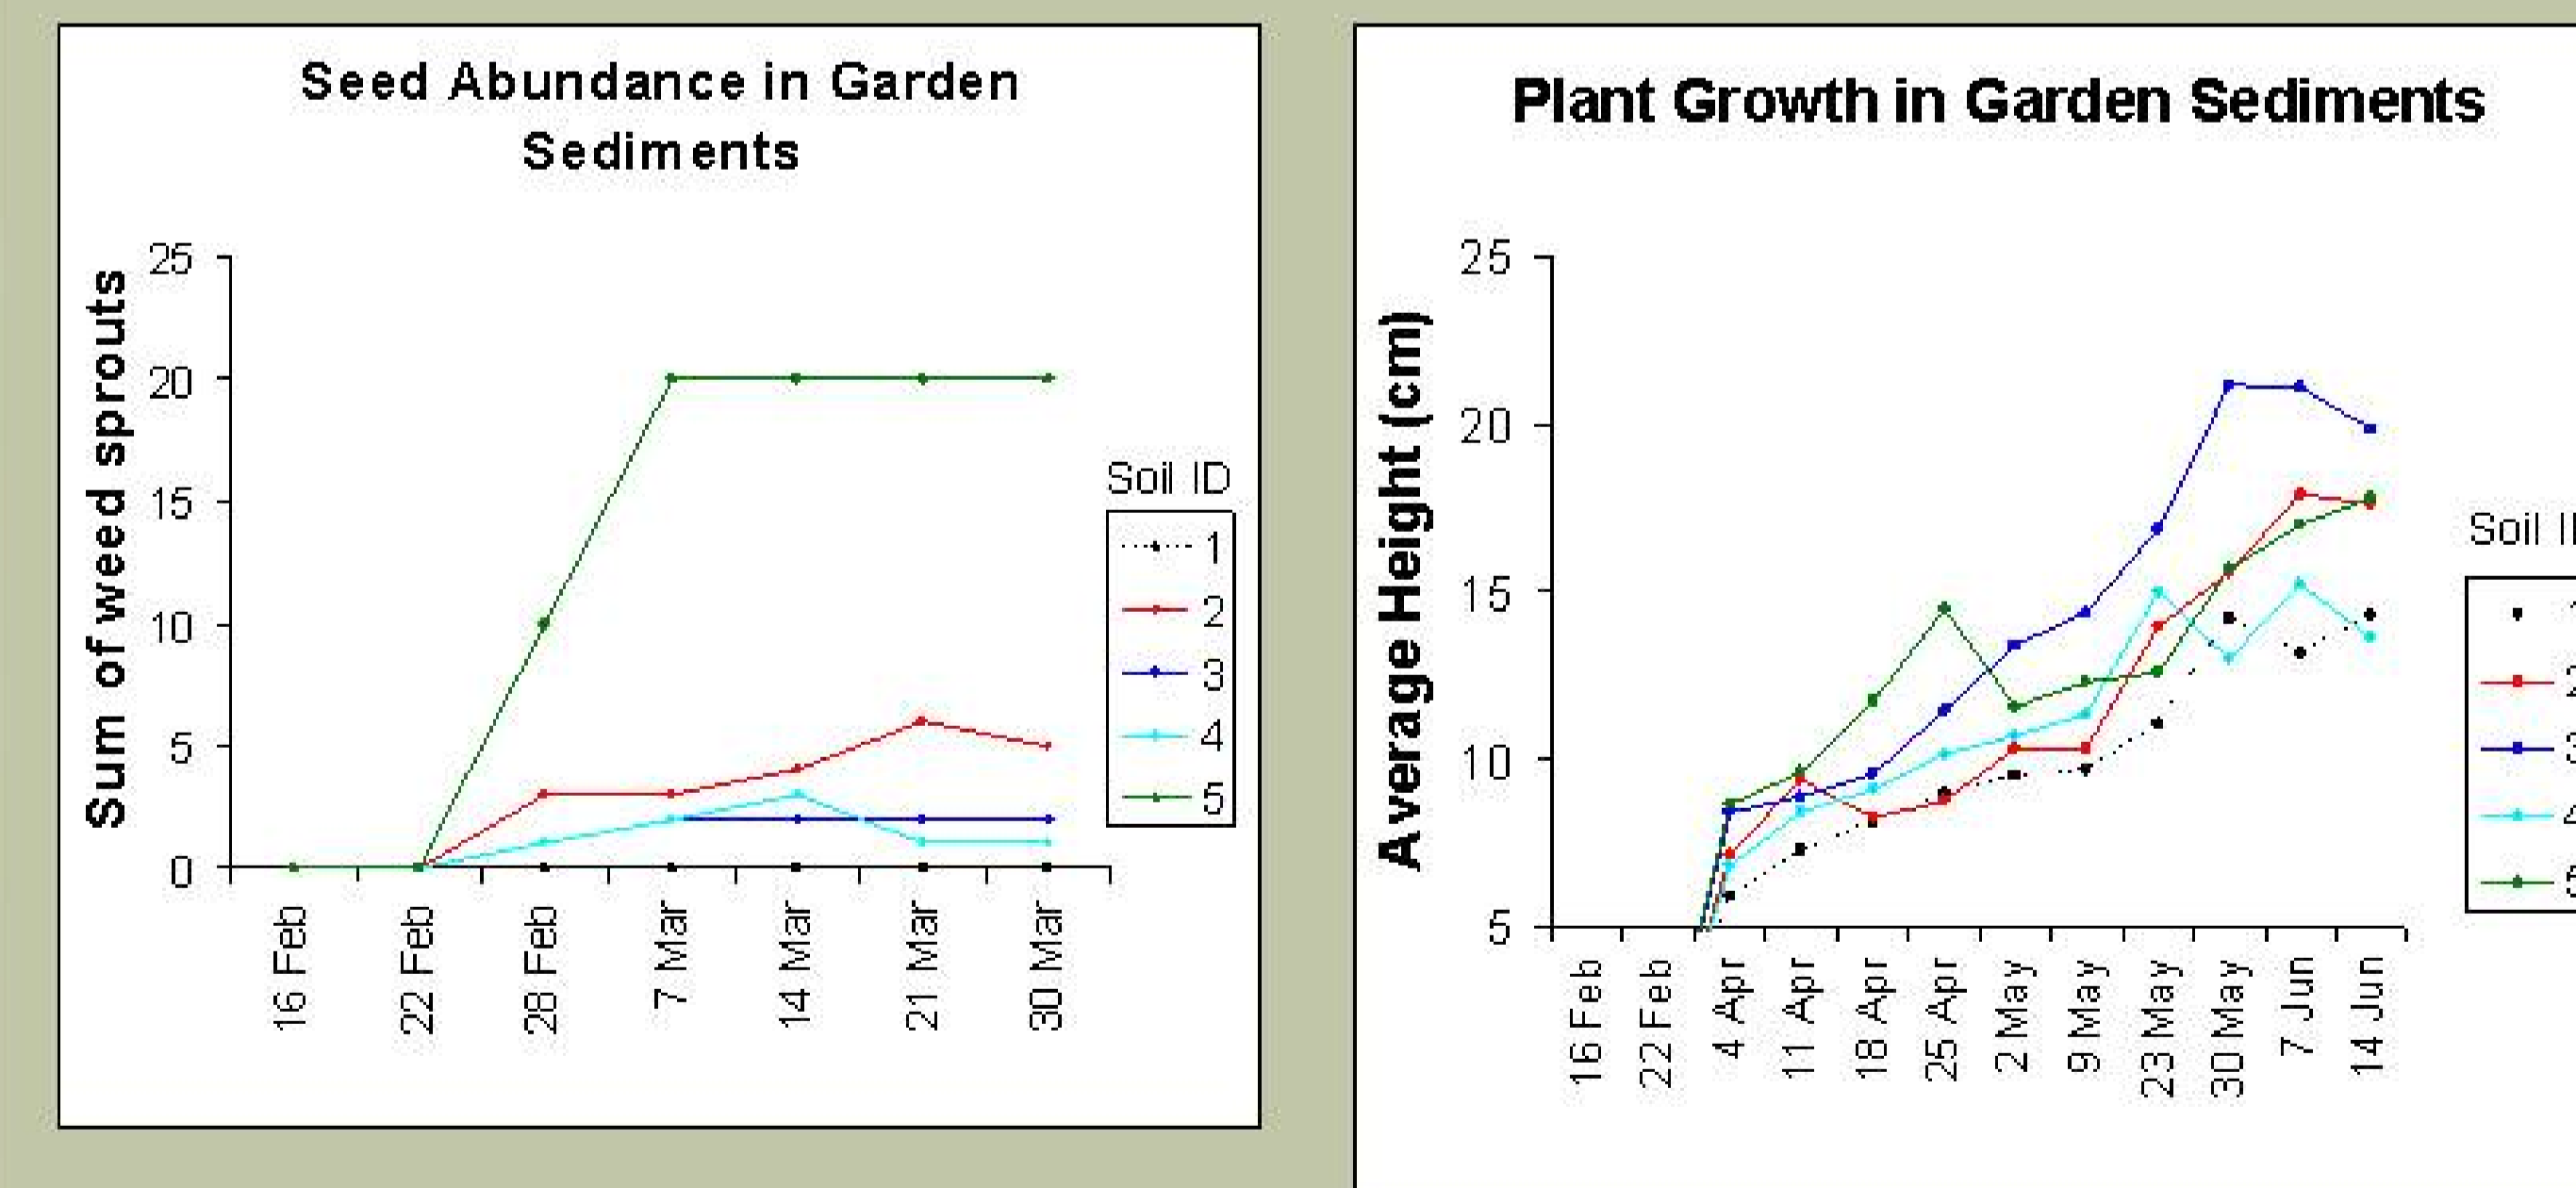 Seed Abundance in Garden
Sediments
Sum of weed sprouts
25
20
15
10
5
0
16 Feb
22 Feb
28 Feb
7 Mar
14 Mar
21 Mar
30 Mar
Soil ID
1
2
3
4
5
Plant Growth in Garden Sediments
Average Height (cm)
25
20
15
10
5
16 Feb
22 Feb
4 Apr
11 Apr
18 Apr
25 Apr
2 May
9 May
23 May
30 May
7 Jun
14 Jun
Soil